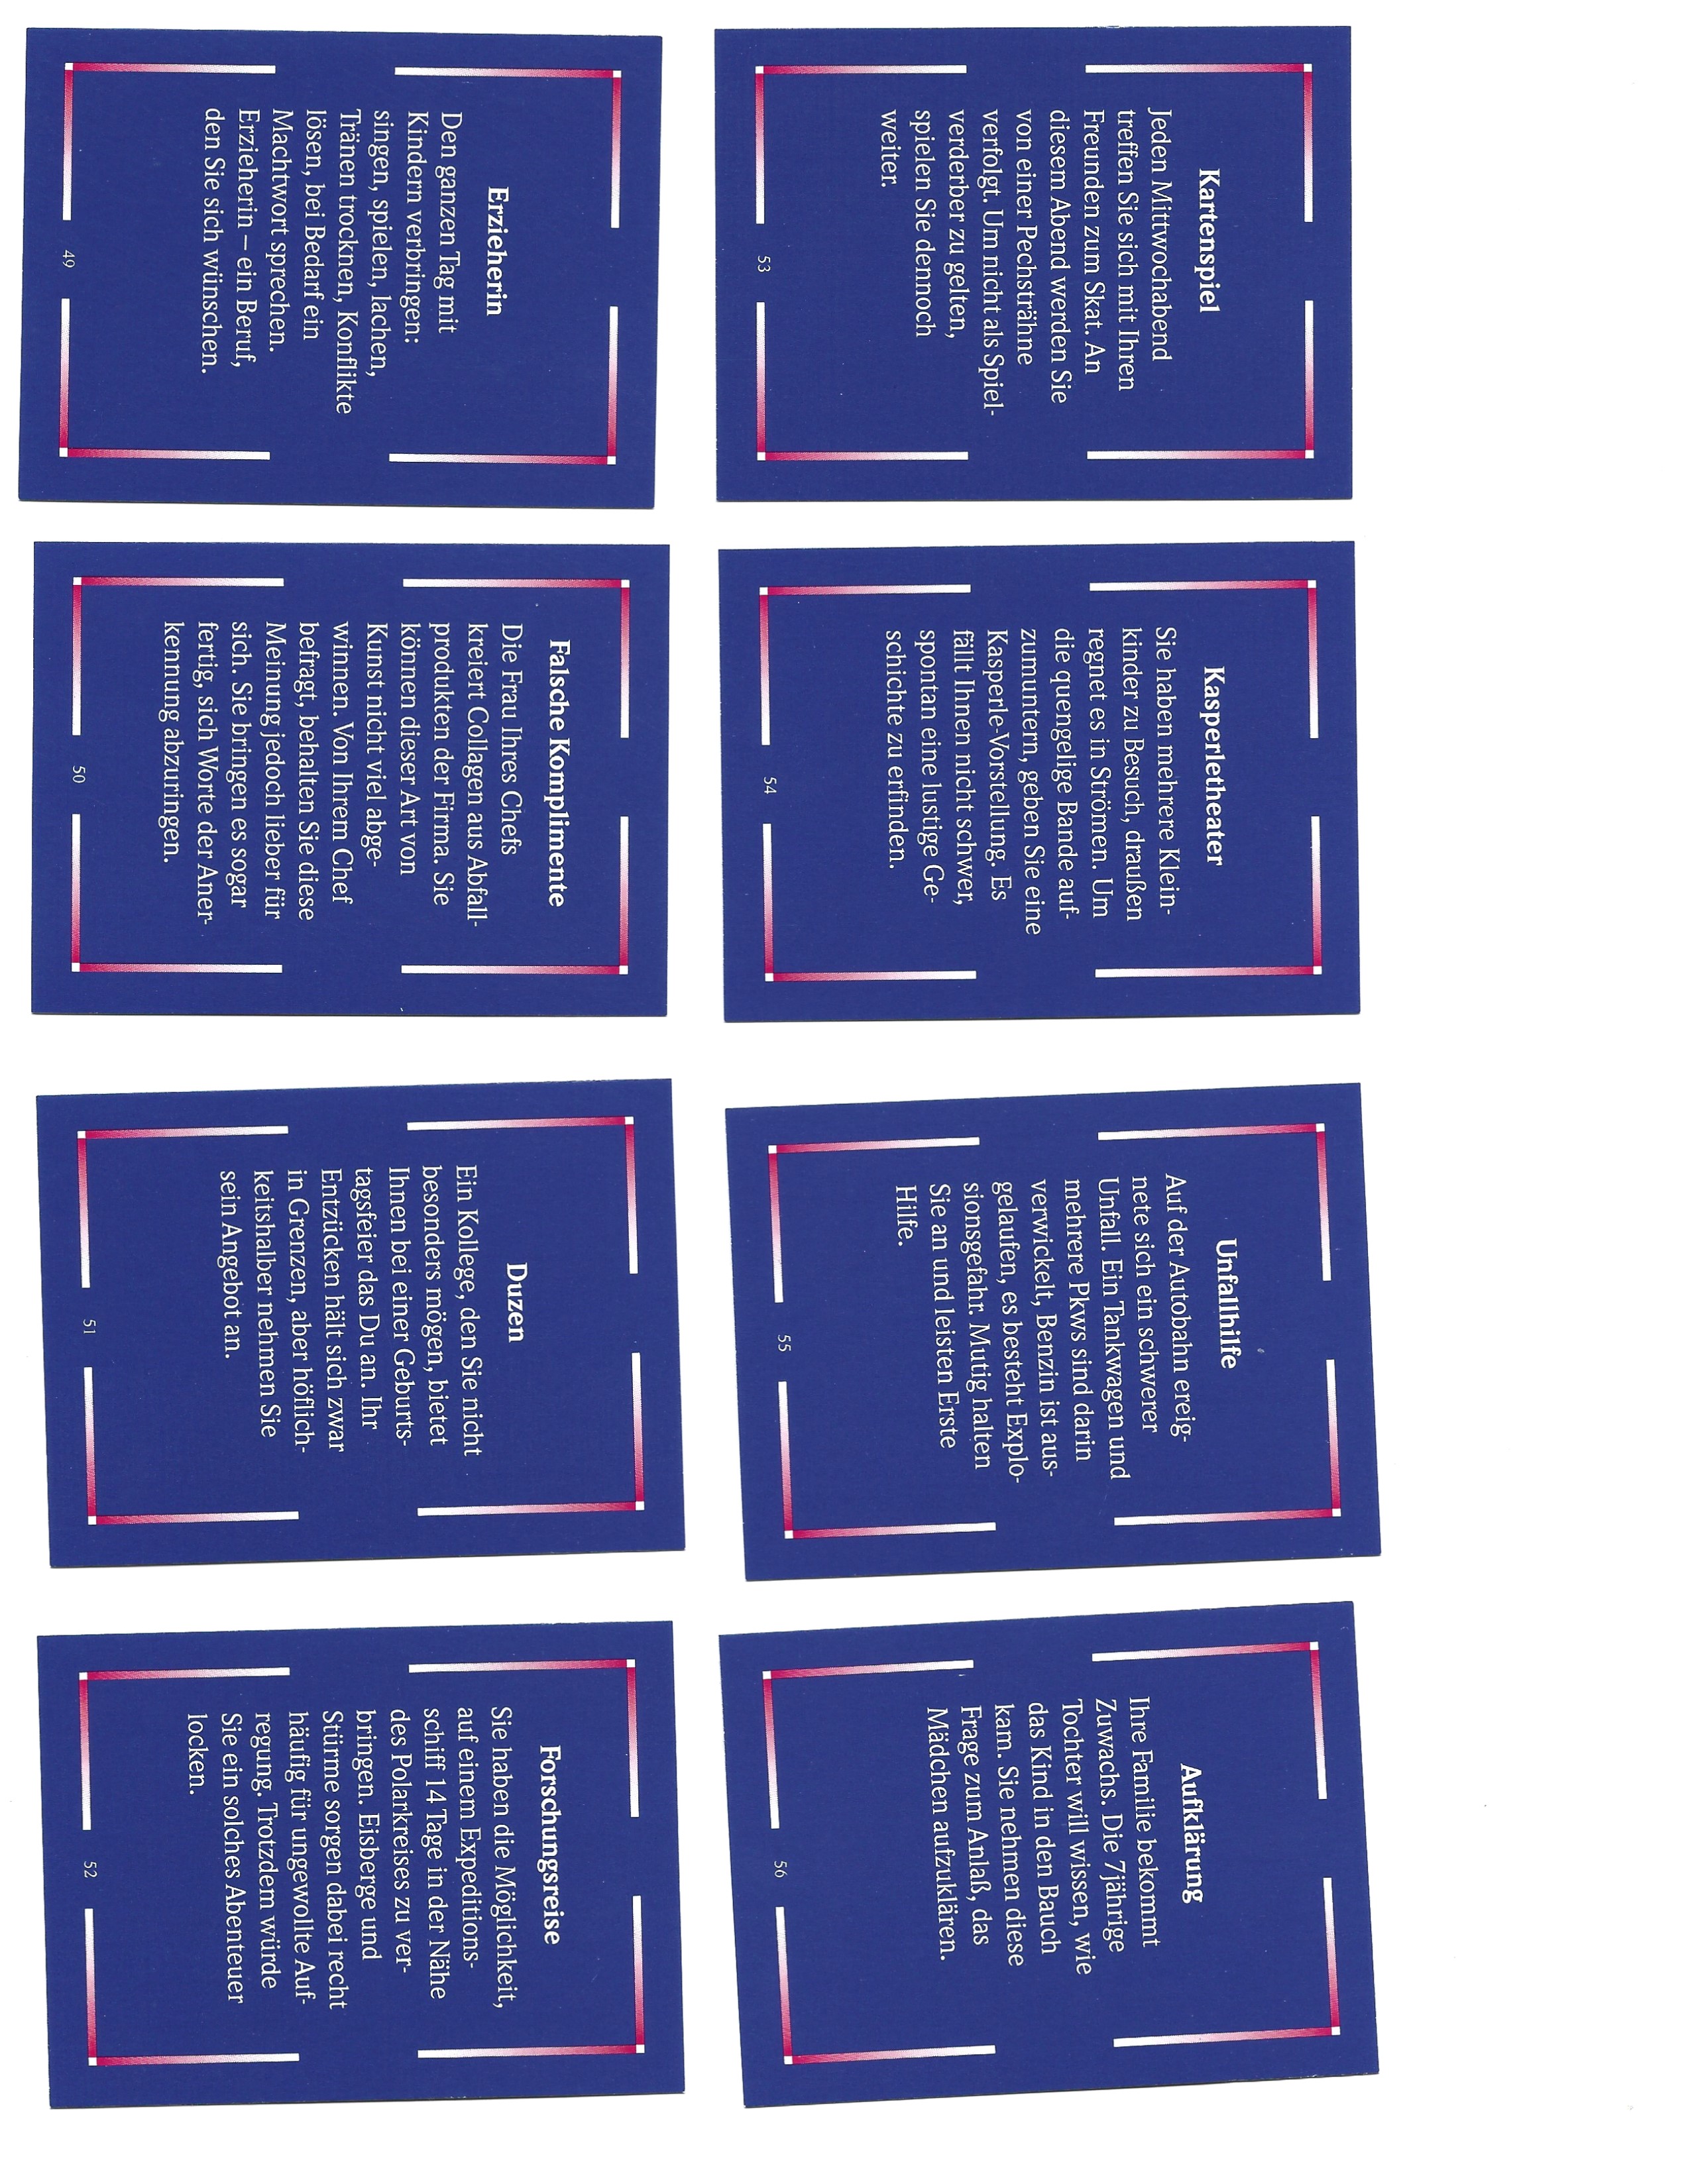 Erzieherin
Den ganzen Tag mit
Kindern verbringen:
singen, spielen, lachen,
Tränen trocknen, Konflikte
lösen, bei Bedarf ein
Machtwort sprechen.
Erzieherin – ein Beruf,
den Sie sich wünschen.
49
Falsche Komplimente
Die Frau Ihres Chefs
kreiert Collagen aus Abfall-
produkten der Firma. Sie
können dieser Art von
Kunst nicht viel abge-
winnen. Von Ihrem Chef
befragt, behalten Sie diese
Meinung jedoch lieber für
sich. Sie bringen es sogar
fertig, sich Worte der Aner-
kennung abzuringen.
50
Duzen
Ein Kollege, den Sie nicht
besonders mögen, bietet
Ihnen bei einer Geburts-
tagsfeier das Du an. Ihr
Entzücken hält sich zwar
in Grenzen, aber höflich-
keitshalber nehmen Sie
sein Angebot an.
51
Forschungsreise
Sie haben die Möglichkeit,
auf einem Expeditions-
schiff 14 Tage in der Nähe
des Polarkreises zu ver-
bringen. Eisberge und
Stürme sorgen dabei recht
häufig für ungewollte Auf-
regung. Trotzdem würde
Sie ein solches Abenteuer
locken.
52
Kartenspiel
Jeden Mittwochabend
treffen Sie sich mit Ihren
Freunden zum Skat. An
diesem Abend werden Sie
von einer Pechsträhne
verfolgt. Um nicht als Spiel-
verderber zu gelten,
spielen Sie dennoch
weiter.
53
Kasperletheater
Sie haben mehrere Klein-
kinder zu Besuch, draußen
regnet es in Strömen. Um
die quengelige Bande auf-
zumuntern, geben Sie eine
Kasperle-Vorstellung. Es
fällt Ihnen nicht schwer,
spontan eine lustige Ge-
schichte zu erfinden.
54
Unfallhilfe
Auf der Autobahn ereig-
nete sich ein schwerer
Unfall. Ein Tankwagen und
mehrere Pkws sind darin
verwickelt, Benzin ist aus-
gelaufen, es besteht Explo-
sionsgefahr. Mutig halten
Sie an und leisten Erste
Hilfe.
55
Aufklärung
Ihre Familie bekommt
Zuwachs. Die 7jährige
Tochter will wissen, wie
das Kind in den Bauch
kam. Sie nehmen diese
Frage zum Anlaß, das
Mädchen aufzuklären.
56